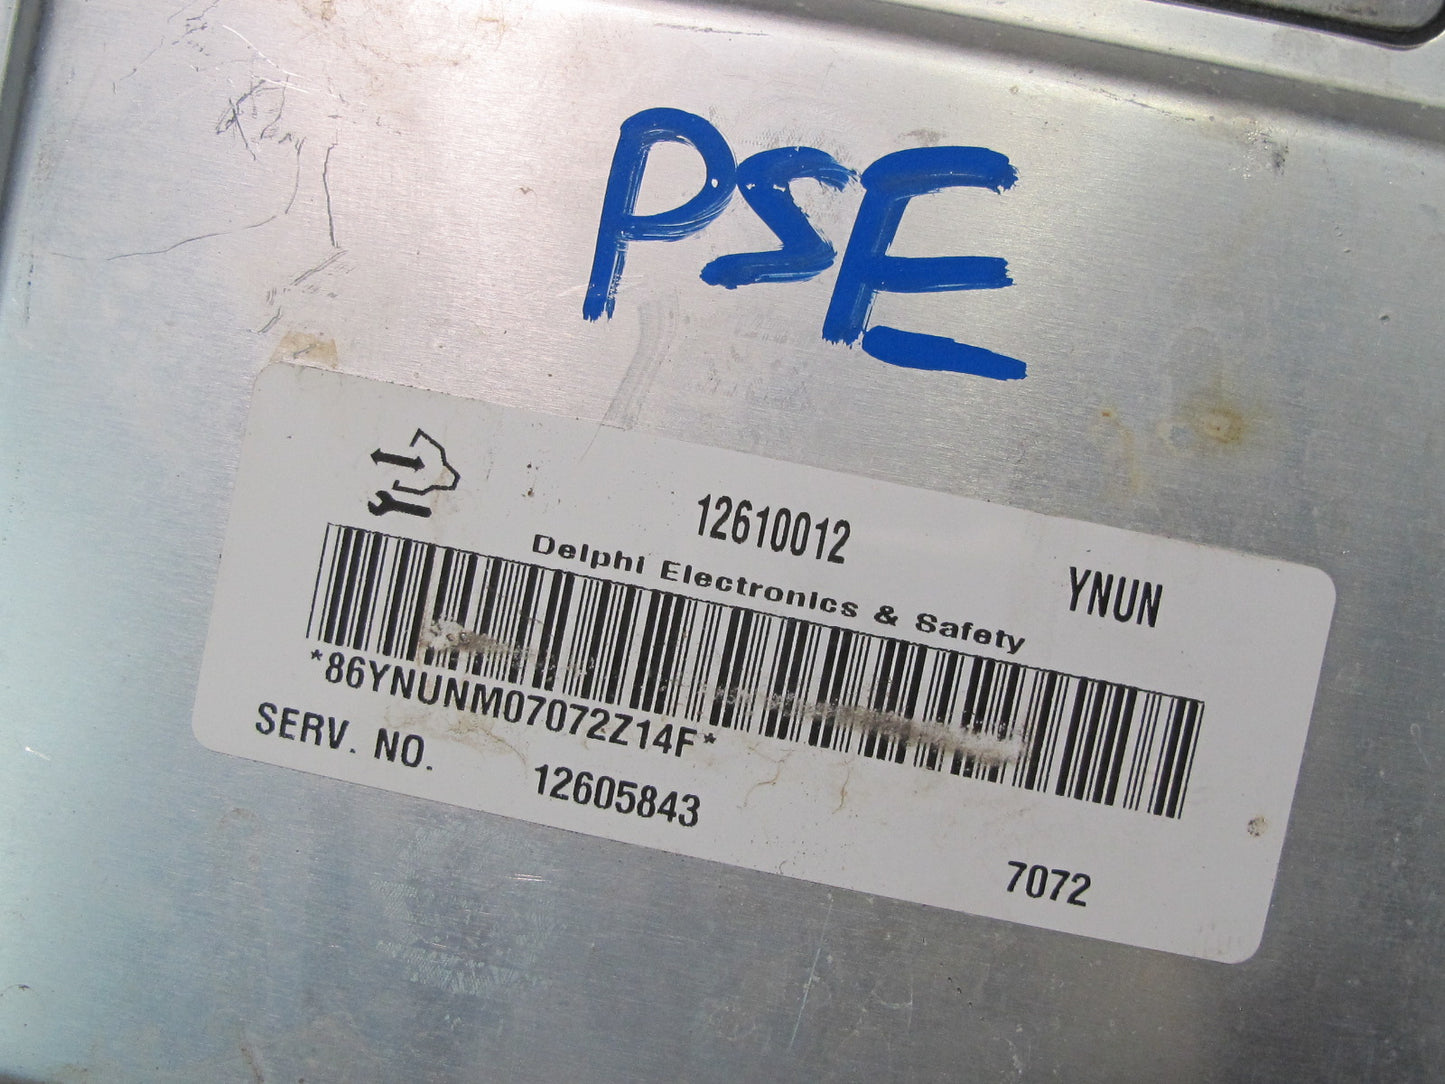 PSE
12610012 YNUN
Delphi Electronics & Safety
*86YNUNM07072Z14F*
SERV. NO. 12605843
7072